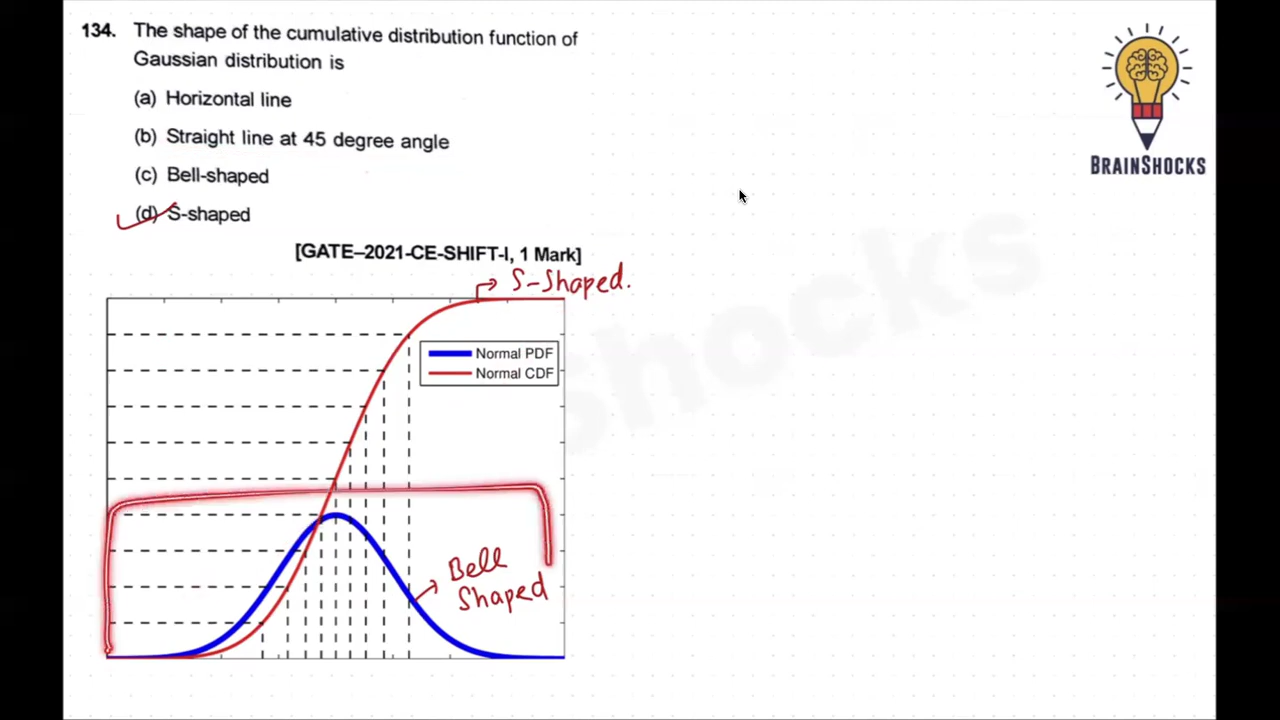 134. The shape of the cumulative distribution function of
Gaussian distribution is
(a) Horizontal line
(b) Straight line at 45 degree angle
(c) Bell-shaped
(d) S-shaped
[GATE–2021-CE-SHIFT-I, 1 Mark]
S-Shaped.
Normal PDF
Normal CDF
Bell
Shaped
BRAINSHOCKS
shocks